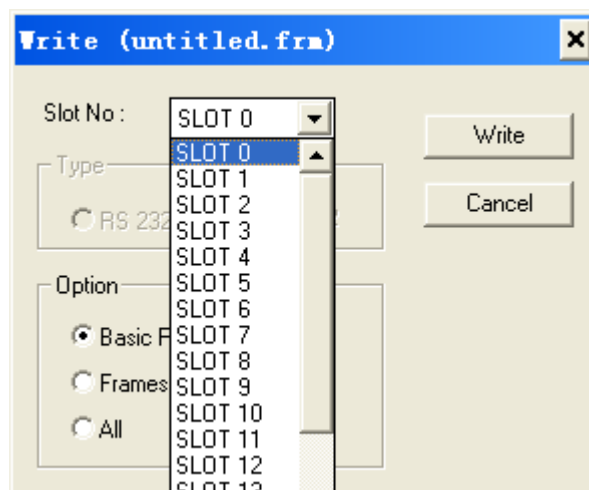 Write (untitled.frm)
Slot No :
SLOT 0
Write
Cancel
SLOT 0
SLOT 1
SLOT 2
SLOT 3
SLOT 4
SLOT 5
SLOT 6
SLOT 7
SLOT 8
SLOT 9
SLOT 10
SLOT 11
SLOT 12
SLOT 13
Type
RS 232
Option
Basic
Frames
All